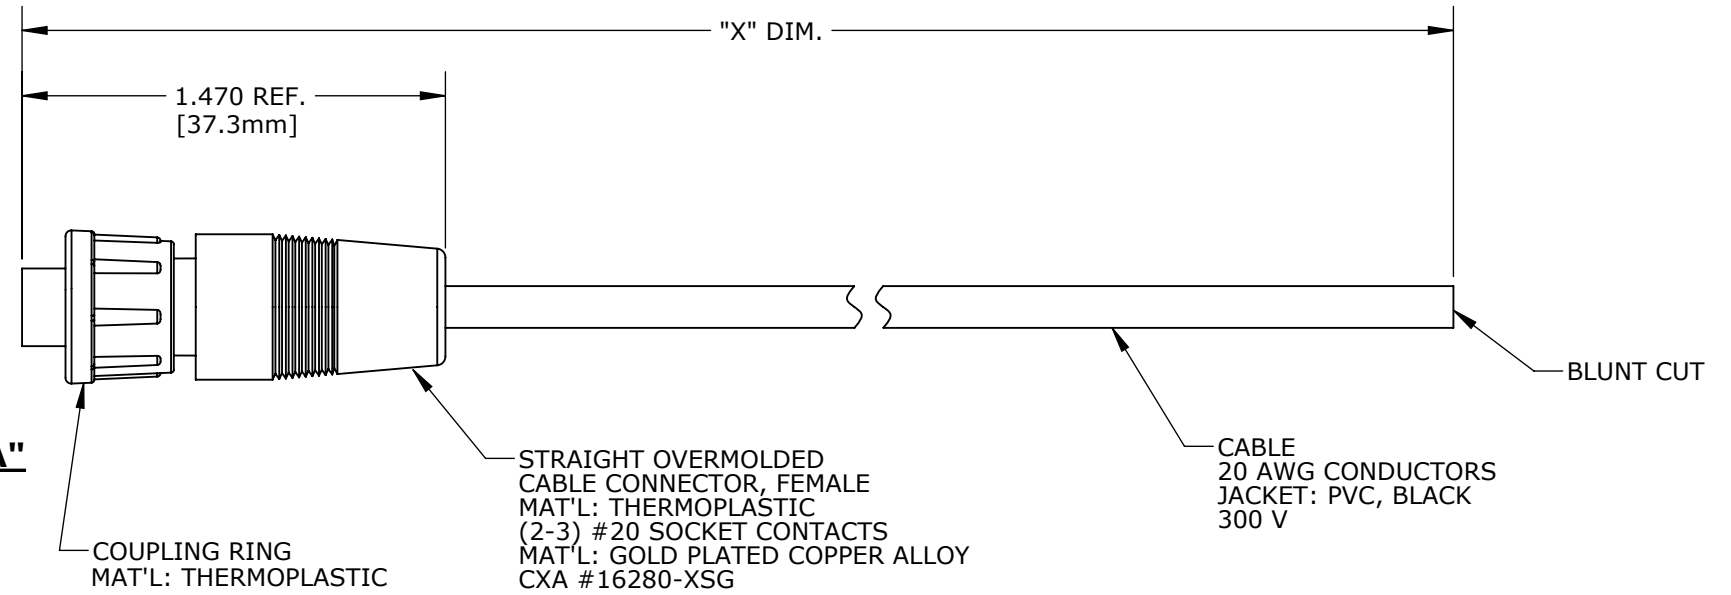 "X" DIM.
1.470 REF.
[37.3mm]
BLUNT CUT
A"
STRAIGHT OVERMOLDED
CABLE CONNECTOR, FEMALE
MAT'L: THERMOPLASTIC
(2-3) #20 SOCKET CONTACTS
MAT'L: GOLD PLATED COPPER ALLOY
CXA #16280-XSG
CABLE
20 AWG CONDUCTORS
JACKET: PVC, BLACK
300 V
COUPLING RING
MAT'L: THERMOPLASTIC